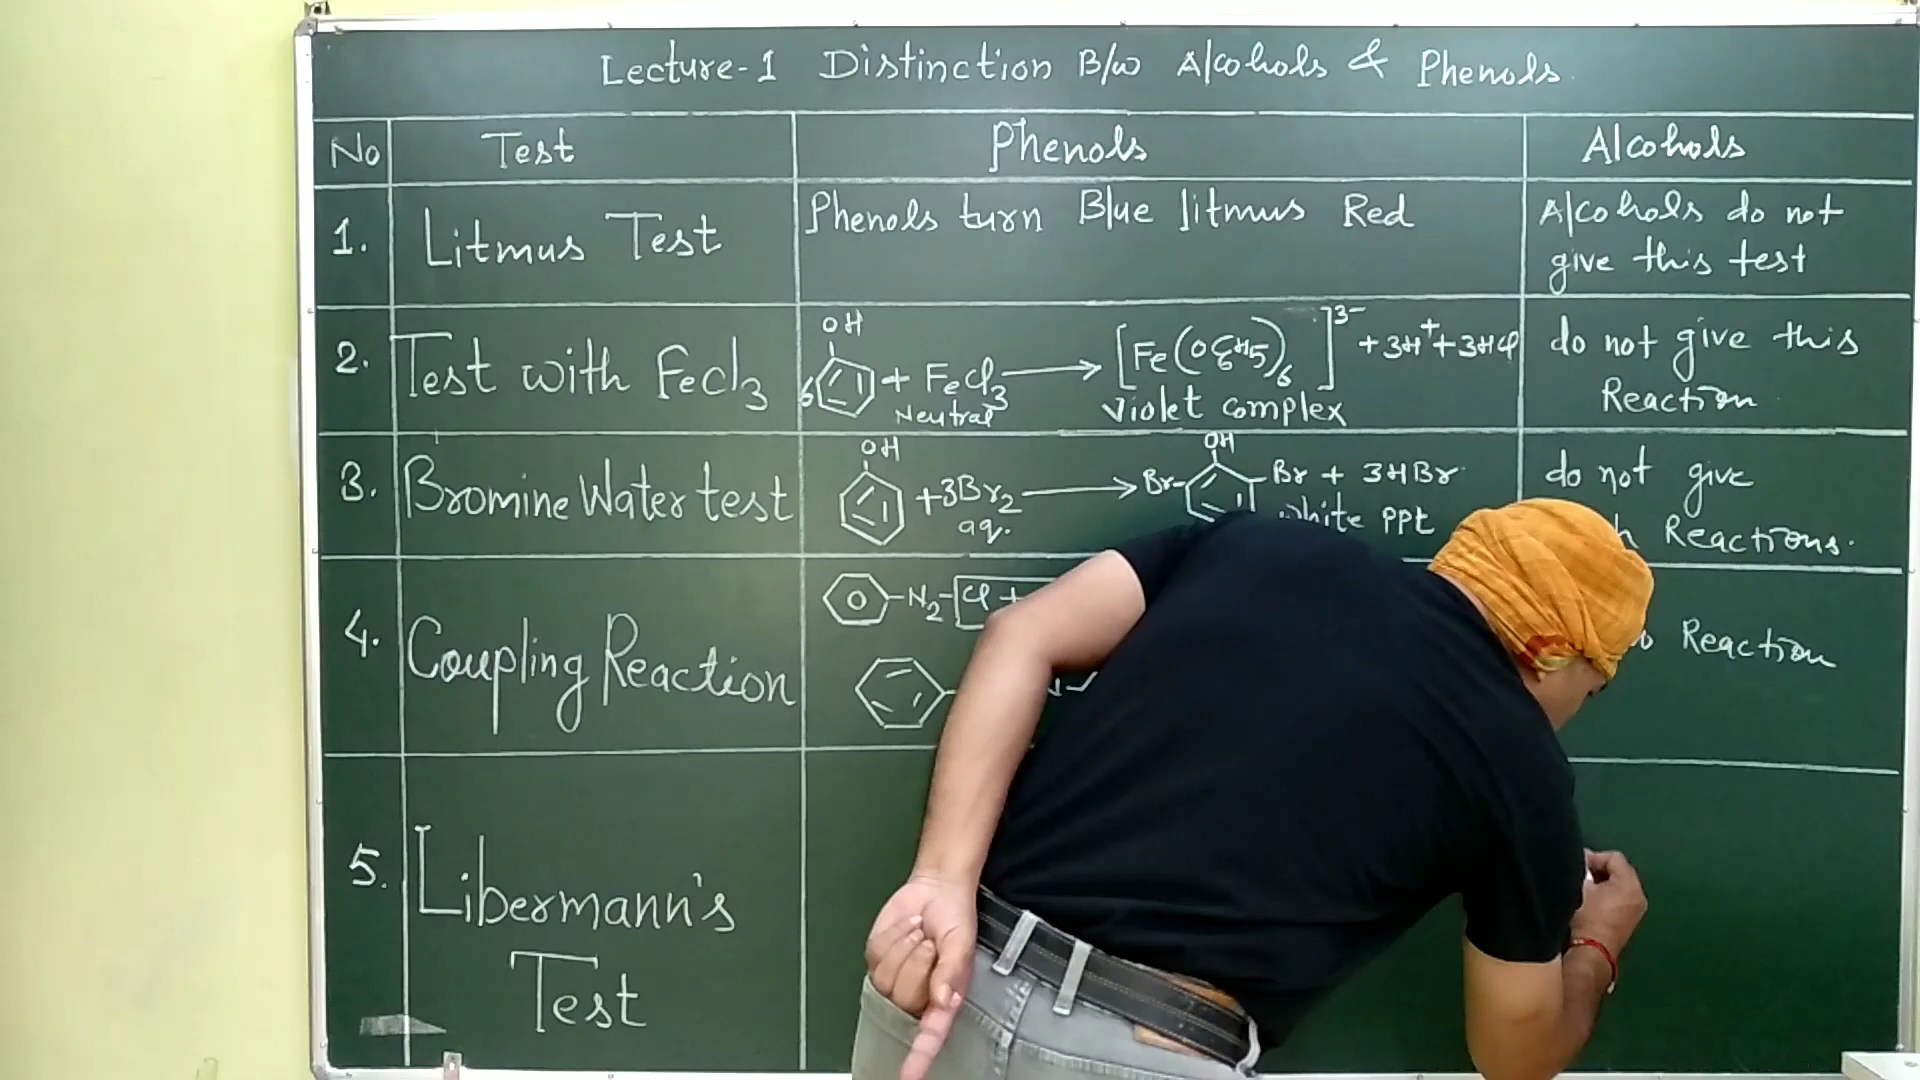 Lecture-1 Distinction B/w Alcohols & Phenols
No Test Phenols Alcohols
1. Litmus Test Phenols turn Blue litmus Red Alcohols do not
give this test
2. Test with FeCl3 6 OH + FeCl3 → [Fe(OC6H5)6]3- + 3H+ + 3HCl do not give this
Neutral Violet complex Reaction
3. Bromine Water test OH + 3Br2 → OH Br- Br + 3HBr do not give
aq. white ppt Reactions.
4. Coupling Reaction -N2-Cl + Reaction
5. Libermann's
Test